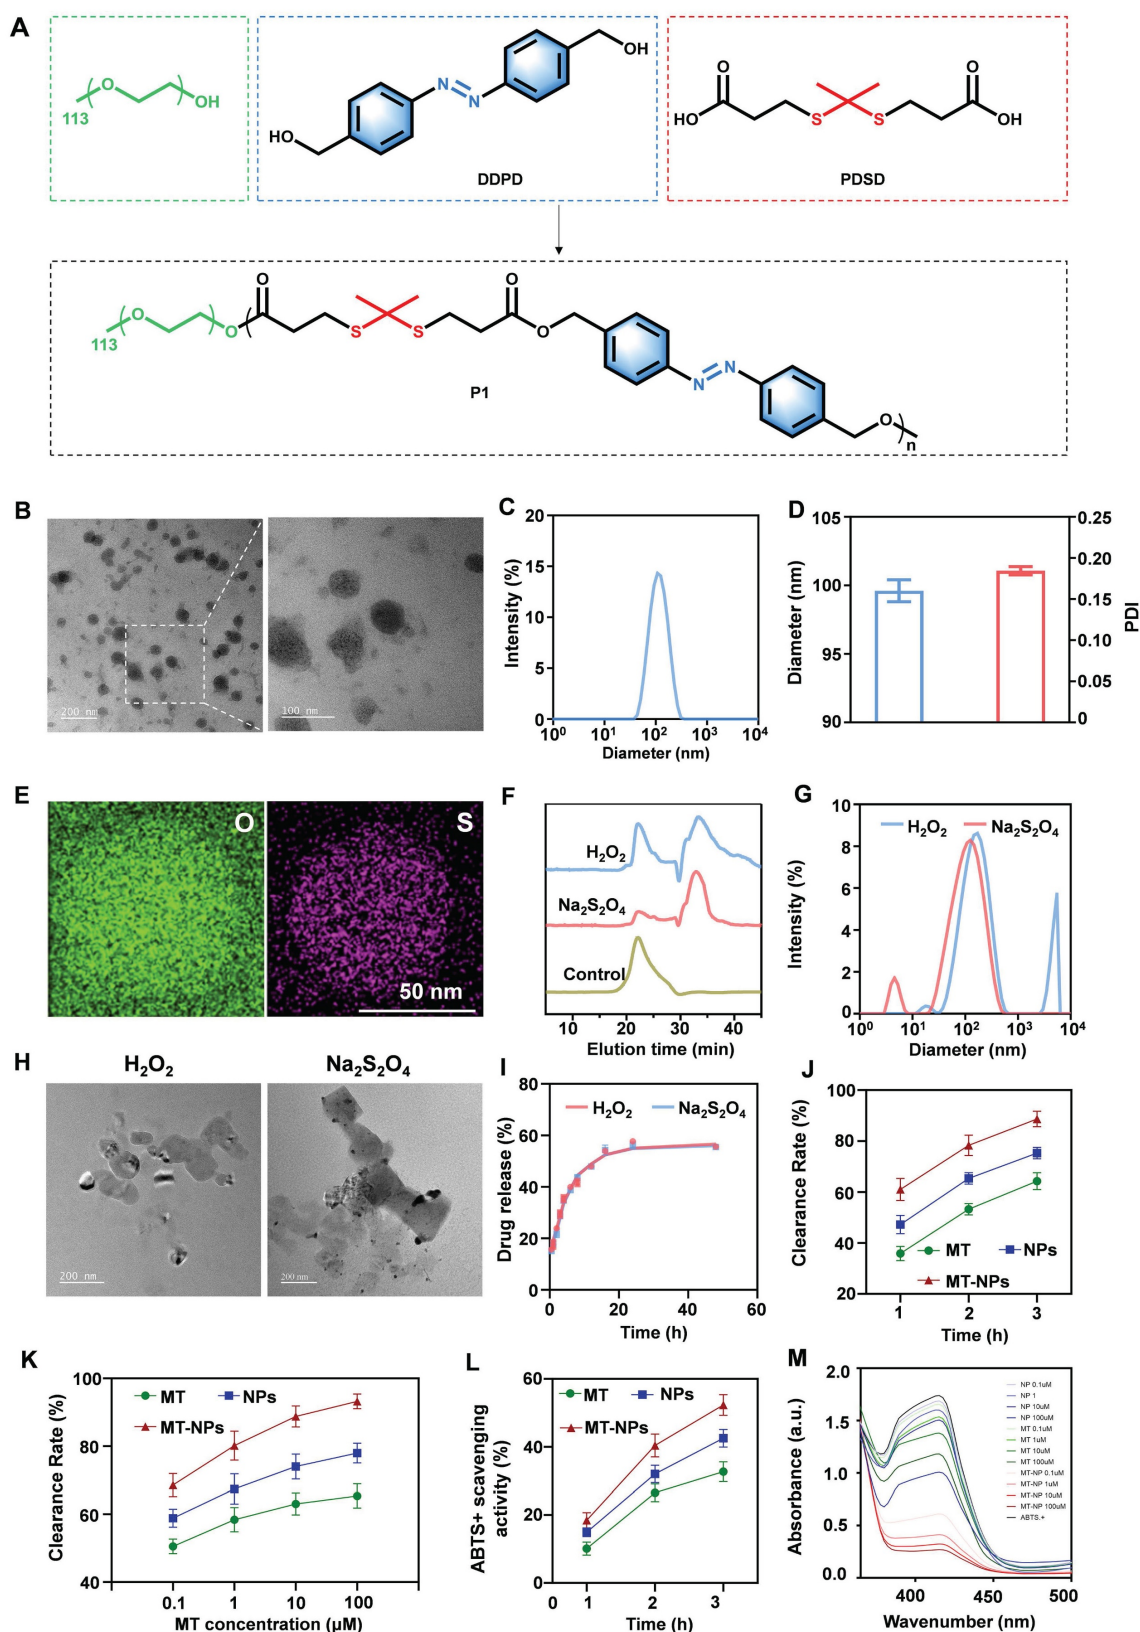 A
O
OH
113
HO
N
N
OH
DDPD
O
HO
S
S
O
OH
PDSD
O
113
O
O
S
S
O
O
N
N
O
n
P1
B
200 nm
100 nm
C
Intensity (%)
20
15
10
5
0
10⁰ 10¹ 10² 10³ 10⁴
Diameter (nm)
D
Diameter (nm)
105
100
95
90
0.25
0.20
0.15
0.10
0.05
0
PDI
E
O
S
50 nm
F
H₂O₂
Na₂S₂O₄
Control
10 20 30 40
Elution time (min)
G
H₂O₂ Na₂S₂O₄
Intensity (%)
10
8
6
4
2
0
10⁰ 10¹ 10² 10³ 10⁴
Diameter (nm)
H
H₂O₂ Na₂S₂O₄
200 nm
200 nm
I
H₂O₂ Na₂S₂O₄
Drug release (%)
80
60
40
20
0
0 20 40 60
Time (h)
J
Clearance Rate (%)
100
80
60
40
20
MT NPs
MT-NPs
1 2 3
Time (h)
K
Clearance Rate (%)
100
80
60
40
MT NPs
MT-NPs
0.1 1 10 100
MT concentration (μM)
L
ABTS+ scavenging
activity (%)
60
40
20
0
MT NPs
MT-NPs
0 1 2 3
Time (h)
M
Absorbance (a.u.)
2.0
1.5
1.0
0.5
0.0
NP 0.1uM
NP 1
NP 10uM
NP 100uM
MT 0.1uM
MT 1uM
MT 10uM
MT 100uM
MT-NP 0.1uM
MT-NP 1uM
MT-NP 10uM
MT-NP 100uM
ABTS.+
400 450 500
Wavenumber (nm)